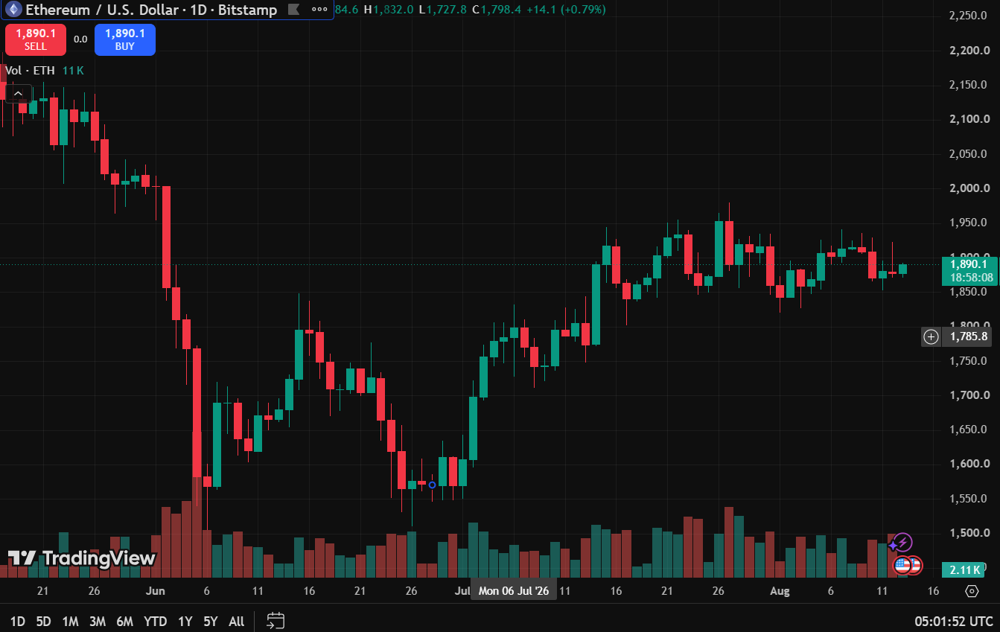 Ethereum / U.S. Dollar · 1D · Bitstamp
84.6 H1,832.0 L1,727.8 C1,798.4 +14.1 (+0.79%)
1,890.1
SELL
0.0
1,890.1
BUY
Vol · ETH 11 K
2,250.0
2,200.0
2,150.0
2,100.0
2,050.0
2,000.0
1,950.0
1,900.0
1,890.1
18:58:08
1,850.0
1,800.0
1,785.8
1,750.0
1,700.0
1,650.0
1,600.0
1,550.0
1,500.0
2.11 K
TradingView
21 26 Jun 6 11 16 21 26 Jul Mon 06 Jul '26 11 16 21 26 Aug 6 11 16
1D 5D 1M 3M 6M YTD 1Y 5Y All
05:01:52 UTC